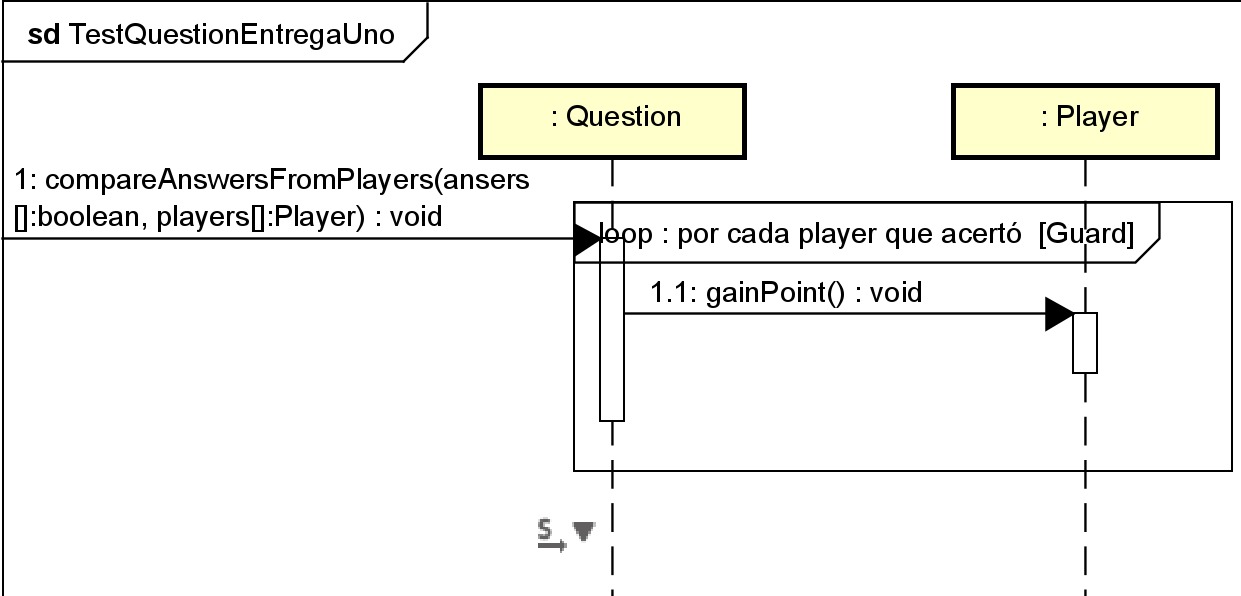 sd TestQuestionEntregaUno
: Question
: Player
1: compareAnswersFromPlayers(ansers
[]:boolean, players[]:Player) : void
loop : por cada player que acertó [Guard]
1.1: gainPoint() : void
S